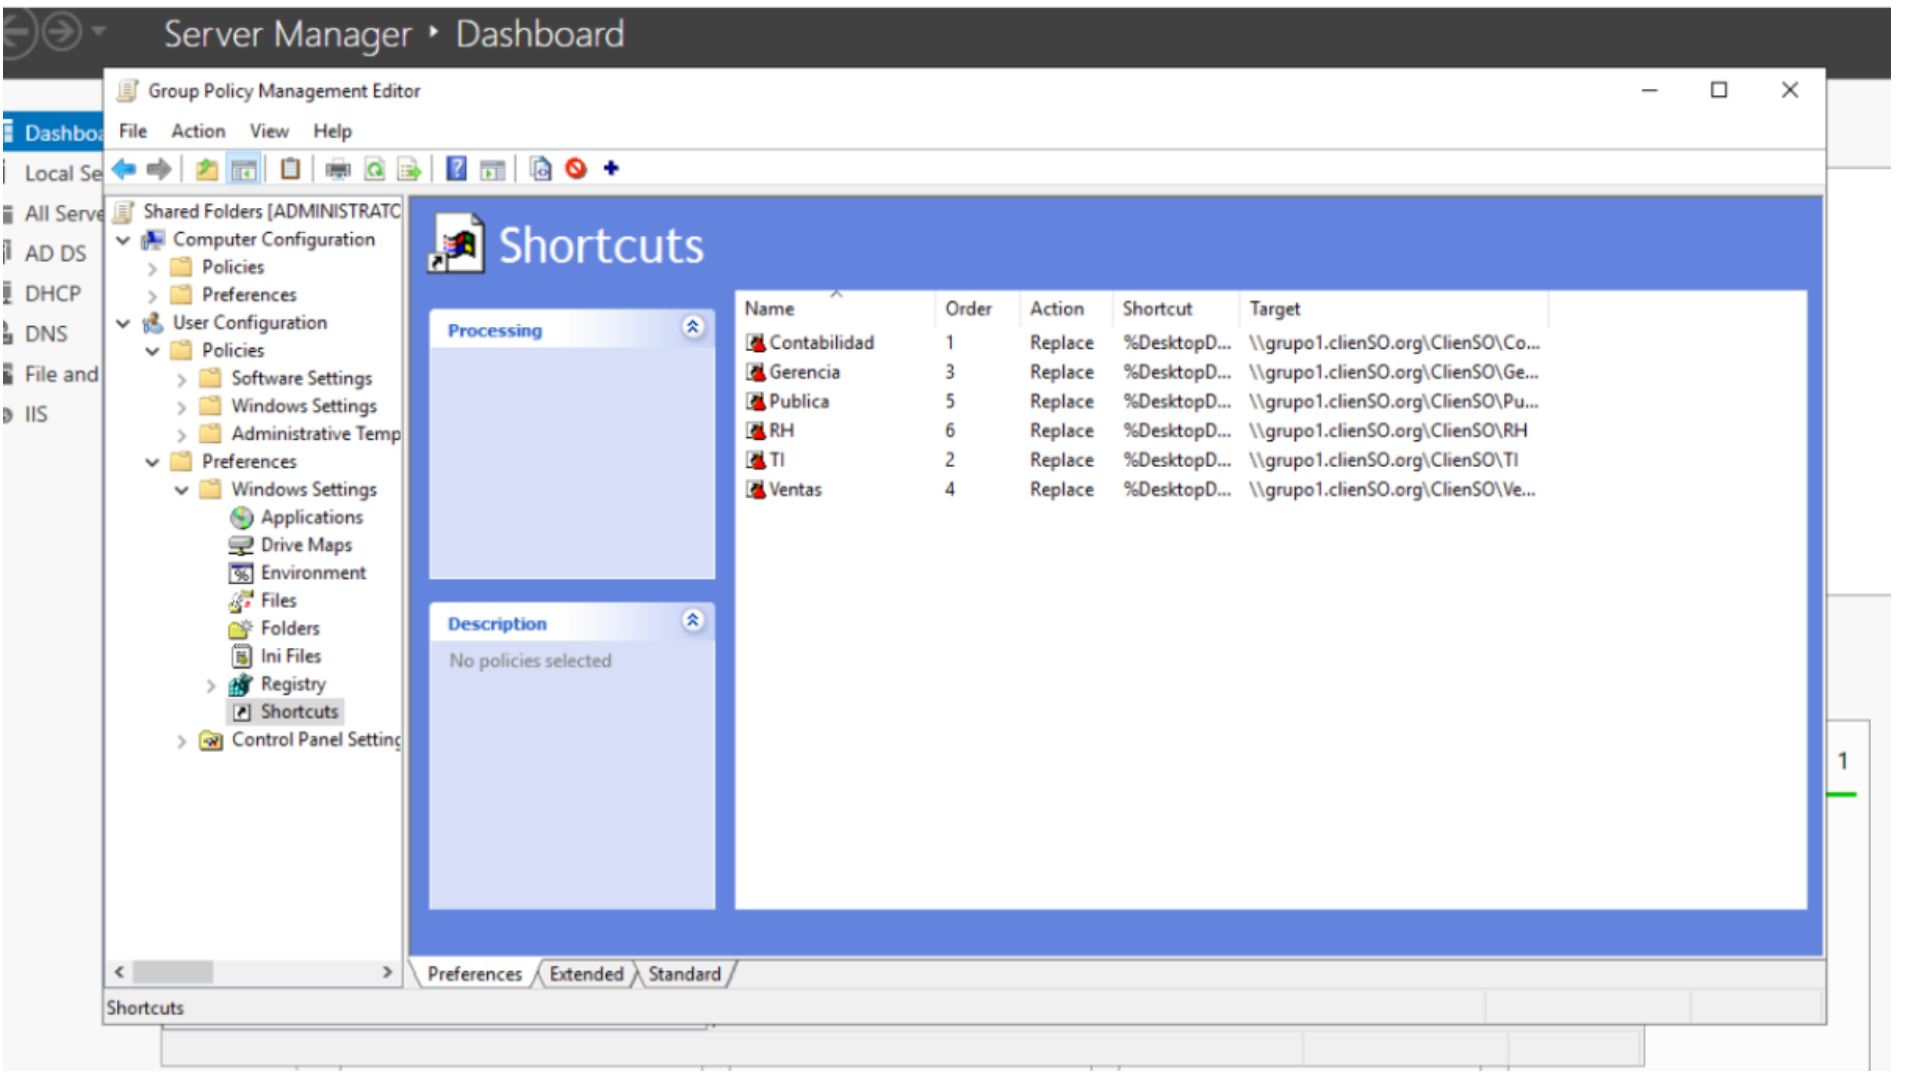 Server Manager ‣ Dashboard
Group Policy Management Editor
File Action View Help
Dashboa
Local Se
All Serve
AD DS
DHCP
DNS
File and
IIS
Shared Folders [ADMINISTRATC
Computer Configuration
Policies
Preferences
User Configuration
Policies
Software Settings
Windows Settings
Administrative Temp
Preferences
Windows Settings
Applications
Drive Maps
Environment
Files
Folders
Ini Files
Registry
Shortcuts
Control Panel Setting
Shortcuts
Processing
Description
No policies selected
Name Order Action Shortcut Target
Contabilidad 1 Replace %DesktopD... \\grupo1.clienSO.org\ClienSO\Co...
Gerencia 3 Replace %DesktopD... \\grupo1.clienSO.org\ClienSO\Ge...
Publica 5 Replace %DesktopD... \\grupo1.clienSO.org\ClienSO\Pu...
RH 6 Replace %DesktopD... \\grupo1.clienSO.org\ClienSO\RH
TI 2 Replace %DesktopD... \\grupo1.clienSO.org\ClienSO\TI
Ventas 4 Replace %DesktopD... \\grupo1.clienSO.org\ClienSO\Ve...
1
Preferences Extended Standard
Shortcuts